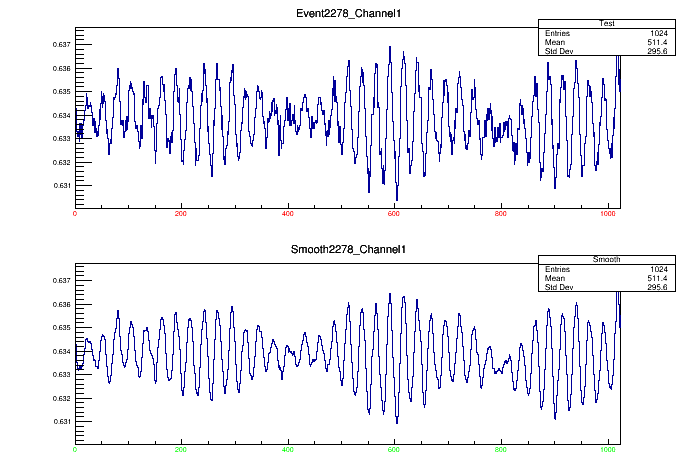 Event2278_Channel1
Test
Entries 1024
Mean 511.4
Std Dev 295.6
0.637
0.636
0.635
0.634
0.633
0.632
0.631
0 200 400 600 800 1000
Smooth2278_Channel1
Smooth
Entries 1024
Mean 511.4
Std Dev 295.6
0.637
0.636
0.635
0.634
0.633
0.632
0.631
0 200 400 600 800 1000